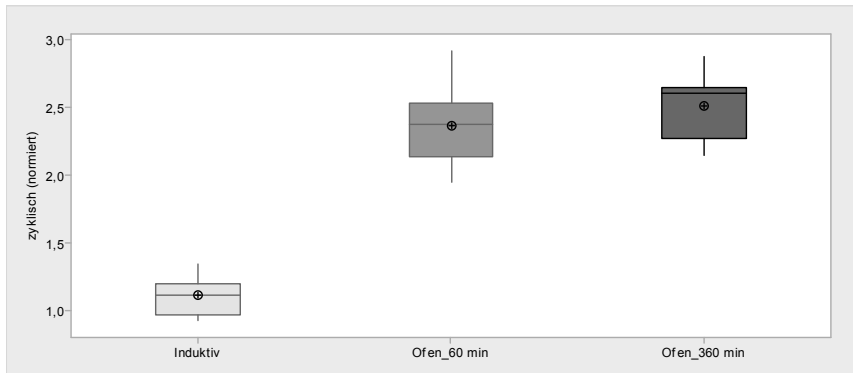 zyklisch (normiert)
3,0
2,5
2,0
1,5
1,0
Induktiv
Ofen_60 min
Ofen_360 min